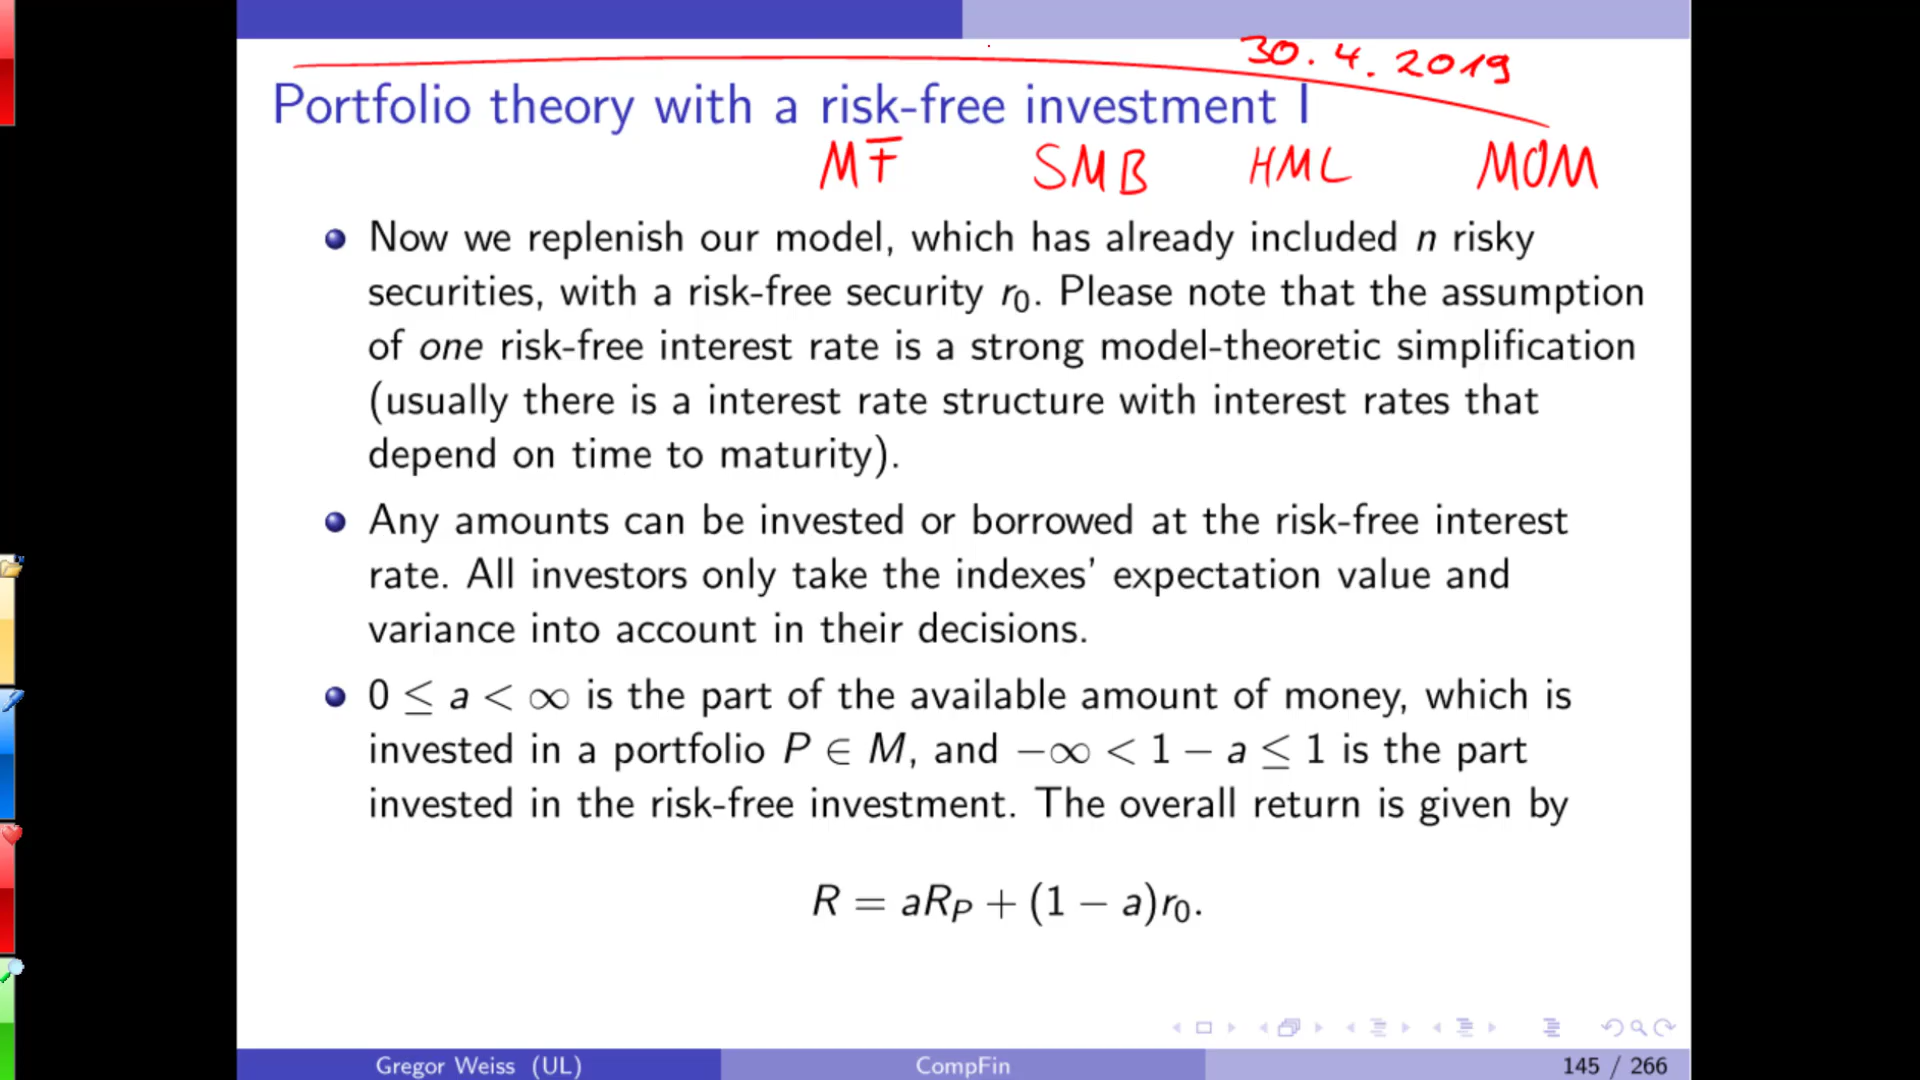 30.4.2019
Portfolio theory with a risk-free investment I
MF SMB HML MOM
Now we replenish our model, which has already included n risky
securities, with a risk-free security r₀. Please note that the assumption
of one risk-free interest rate is a strong model-theoretic simplification
(usually there is a interest rate structure with interest rates that
depend on time to maturity).
Any amounts can be invested or borrowed at the risk-free interest
rate. All investors only take the indexes’ expectation value and
variance into account in their decisions.
0 ≤ a < ∞ is the part of the available amount of money, which is
invested in a portfolio P ∈ M, and −∞ < 1 − a ≤ 1 is the part
invested in the risk-free investment. The overall return is given by
R = aR_P + (1 − a)r₀.
Gregor Weiss (UL) CompFin 145 / 266